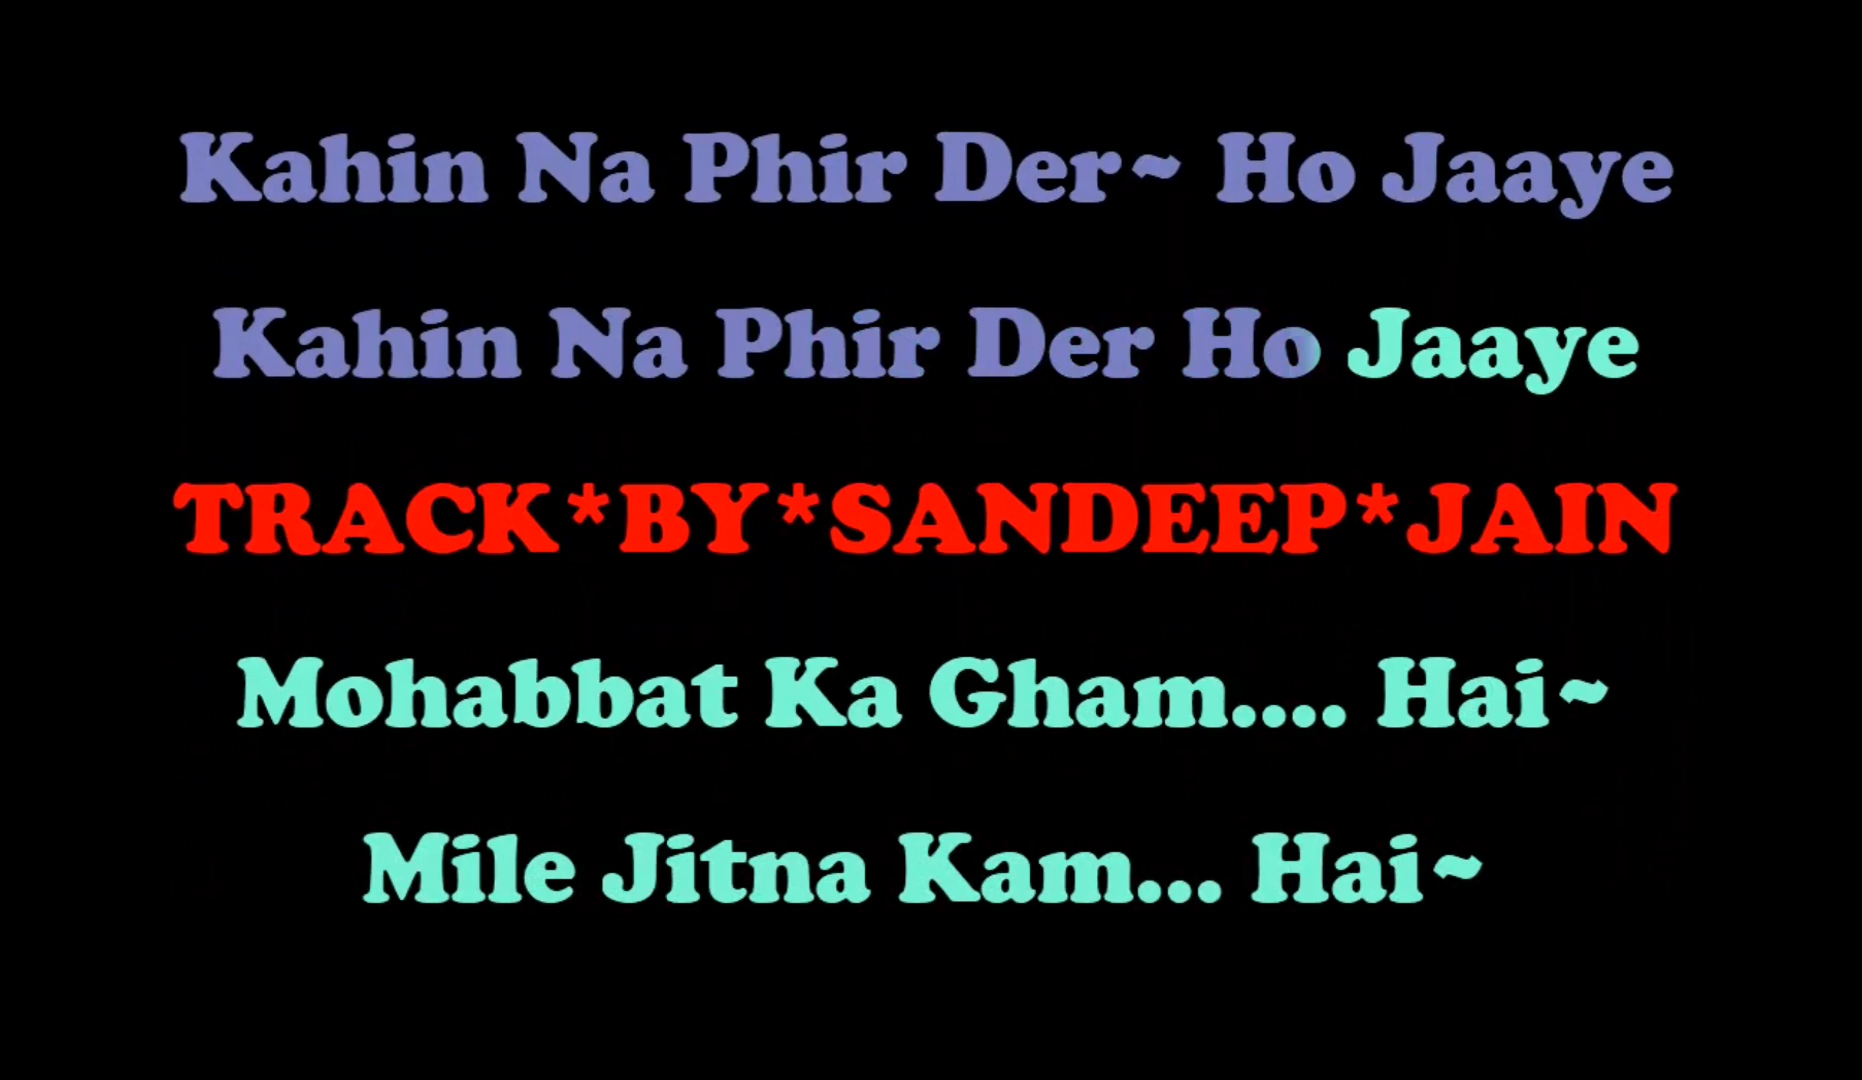 Kahin Na Phir Der~ Ho Jaaye
Kahin Na Phir Der Ho Jaaye
TRACK*BY*SANDEEP*JAIN
Mohabbat Ka Gham.... Hai~
Mile Jitna Kam... Hai~